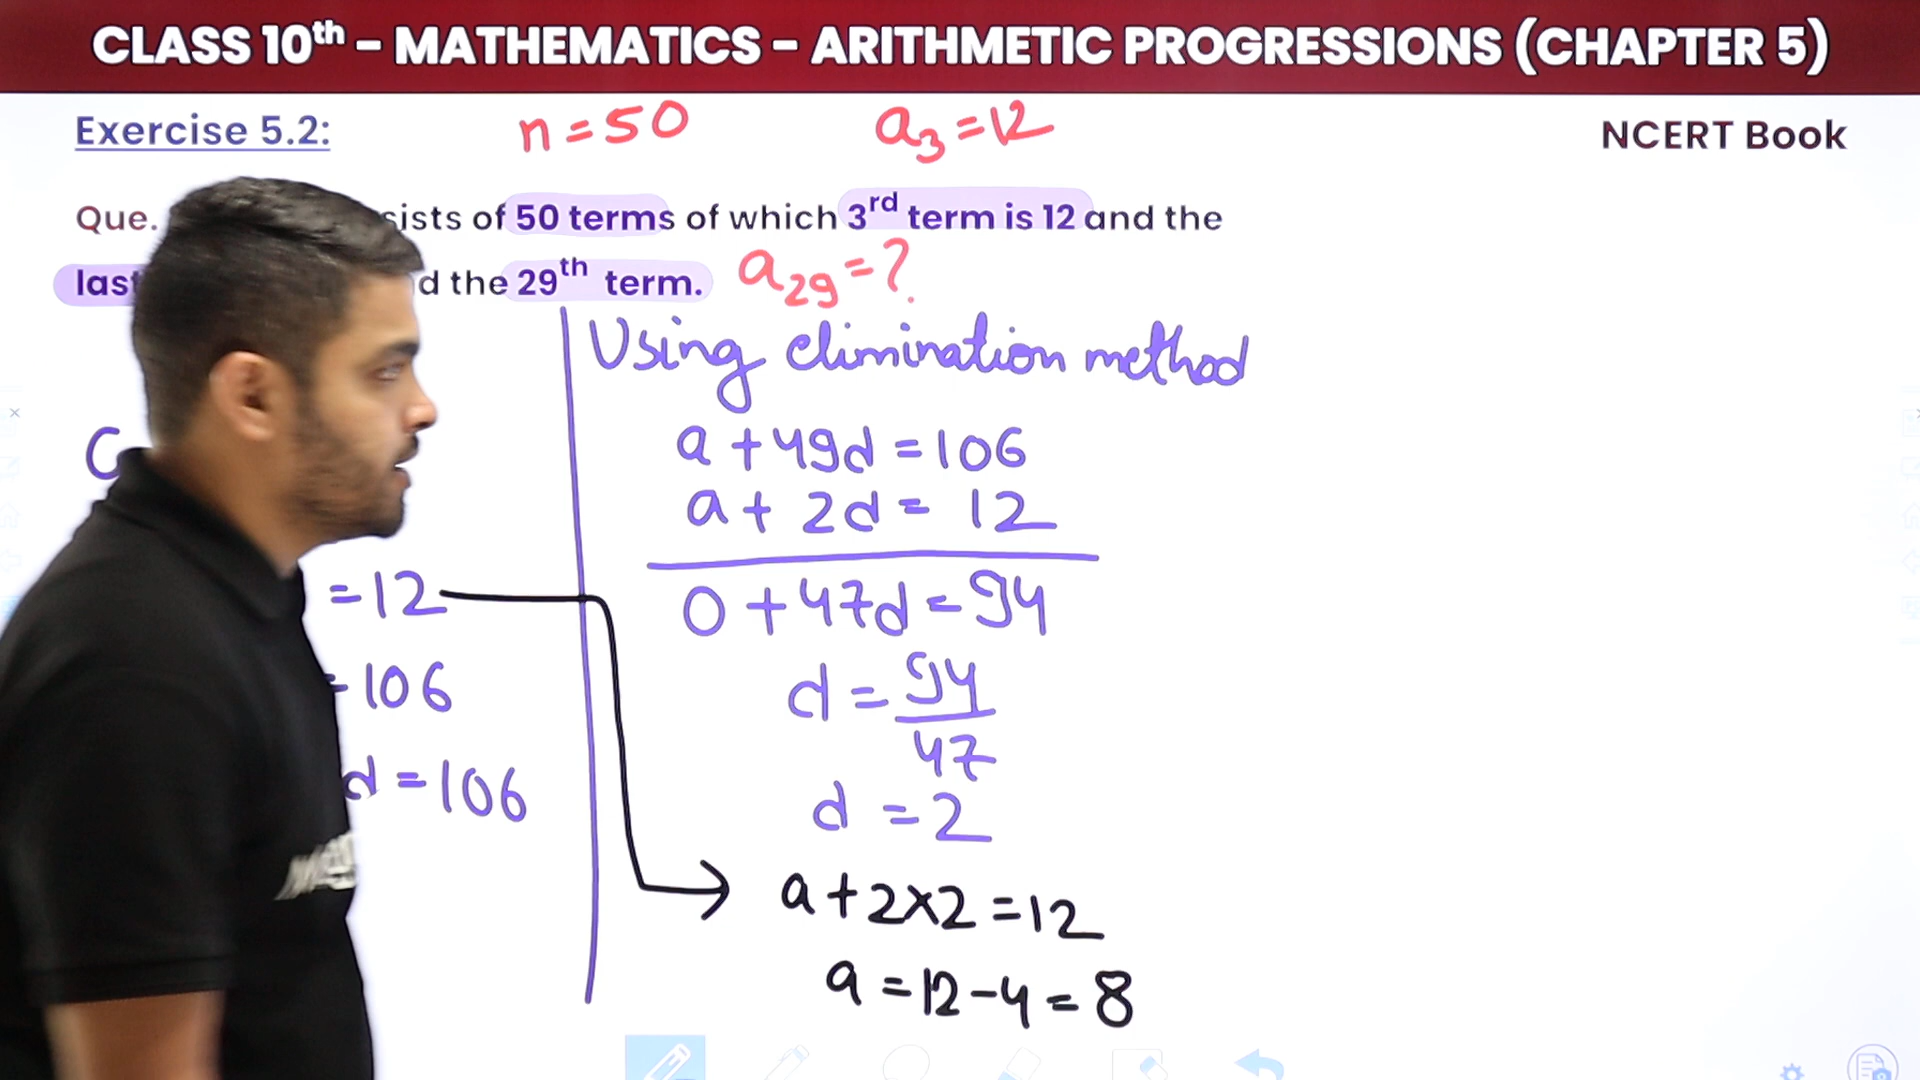 CLASS 10th – MATHEMATICS – ARITHMETIC PROGRESSIONS (CHAPTER 5)
Exercise 5.2:
n = 50
a3 = 12
NCERT Book
Que.
of 50 terms of which 3rd term is 12 and the
last
the 29th term.
a29 = ?
Using elimination method
a + 49d = 106
a + 2d = 12
0 + 47d = 94
d = 94/47
d = 2
a + 2×2 = 12
a = 12 - 4 = 8
= 12
= 106
d = 106